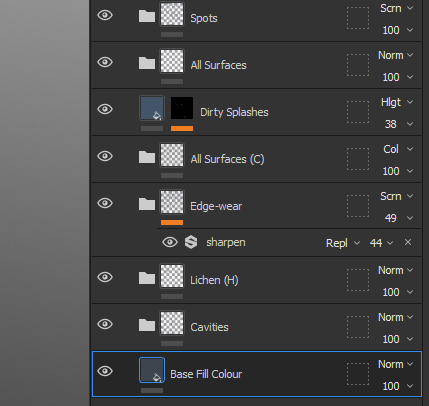 Spots Scrn
100
All Surfaces Norm
100
Dirty Splashes Hlgt
38
All Surfaces (C) Col
100
Edge-wear Scrn
49
sharpen Repl 44
Lichen (H) Norm
100
Cavities Norm
100
Base Fill Colour Norm
100